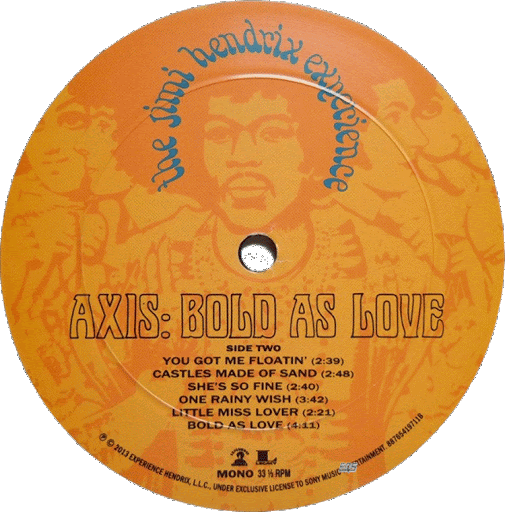 the jimi hendrix experience
AXIS: BOLD AS LOVE
SIDE TWO
YOU GOT ME FLOATIN' (2:39)
CASTLES MADE OF SAND (2:48)
SHE'S SO FINE (2:40)
ONE RAINY WISH (3:42)
LITTLE MISS LOVER (2:21)
BOLD AS LOVE (4:11)
MONO 33 ⅓ RPM
℗ © 2013 EXPERIENCE HENDRIX, L.L.C., UNDER EXCLUSIVE LICENSE TO SONY MUSIC ENTERTAINMENT. 887654197118